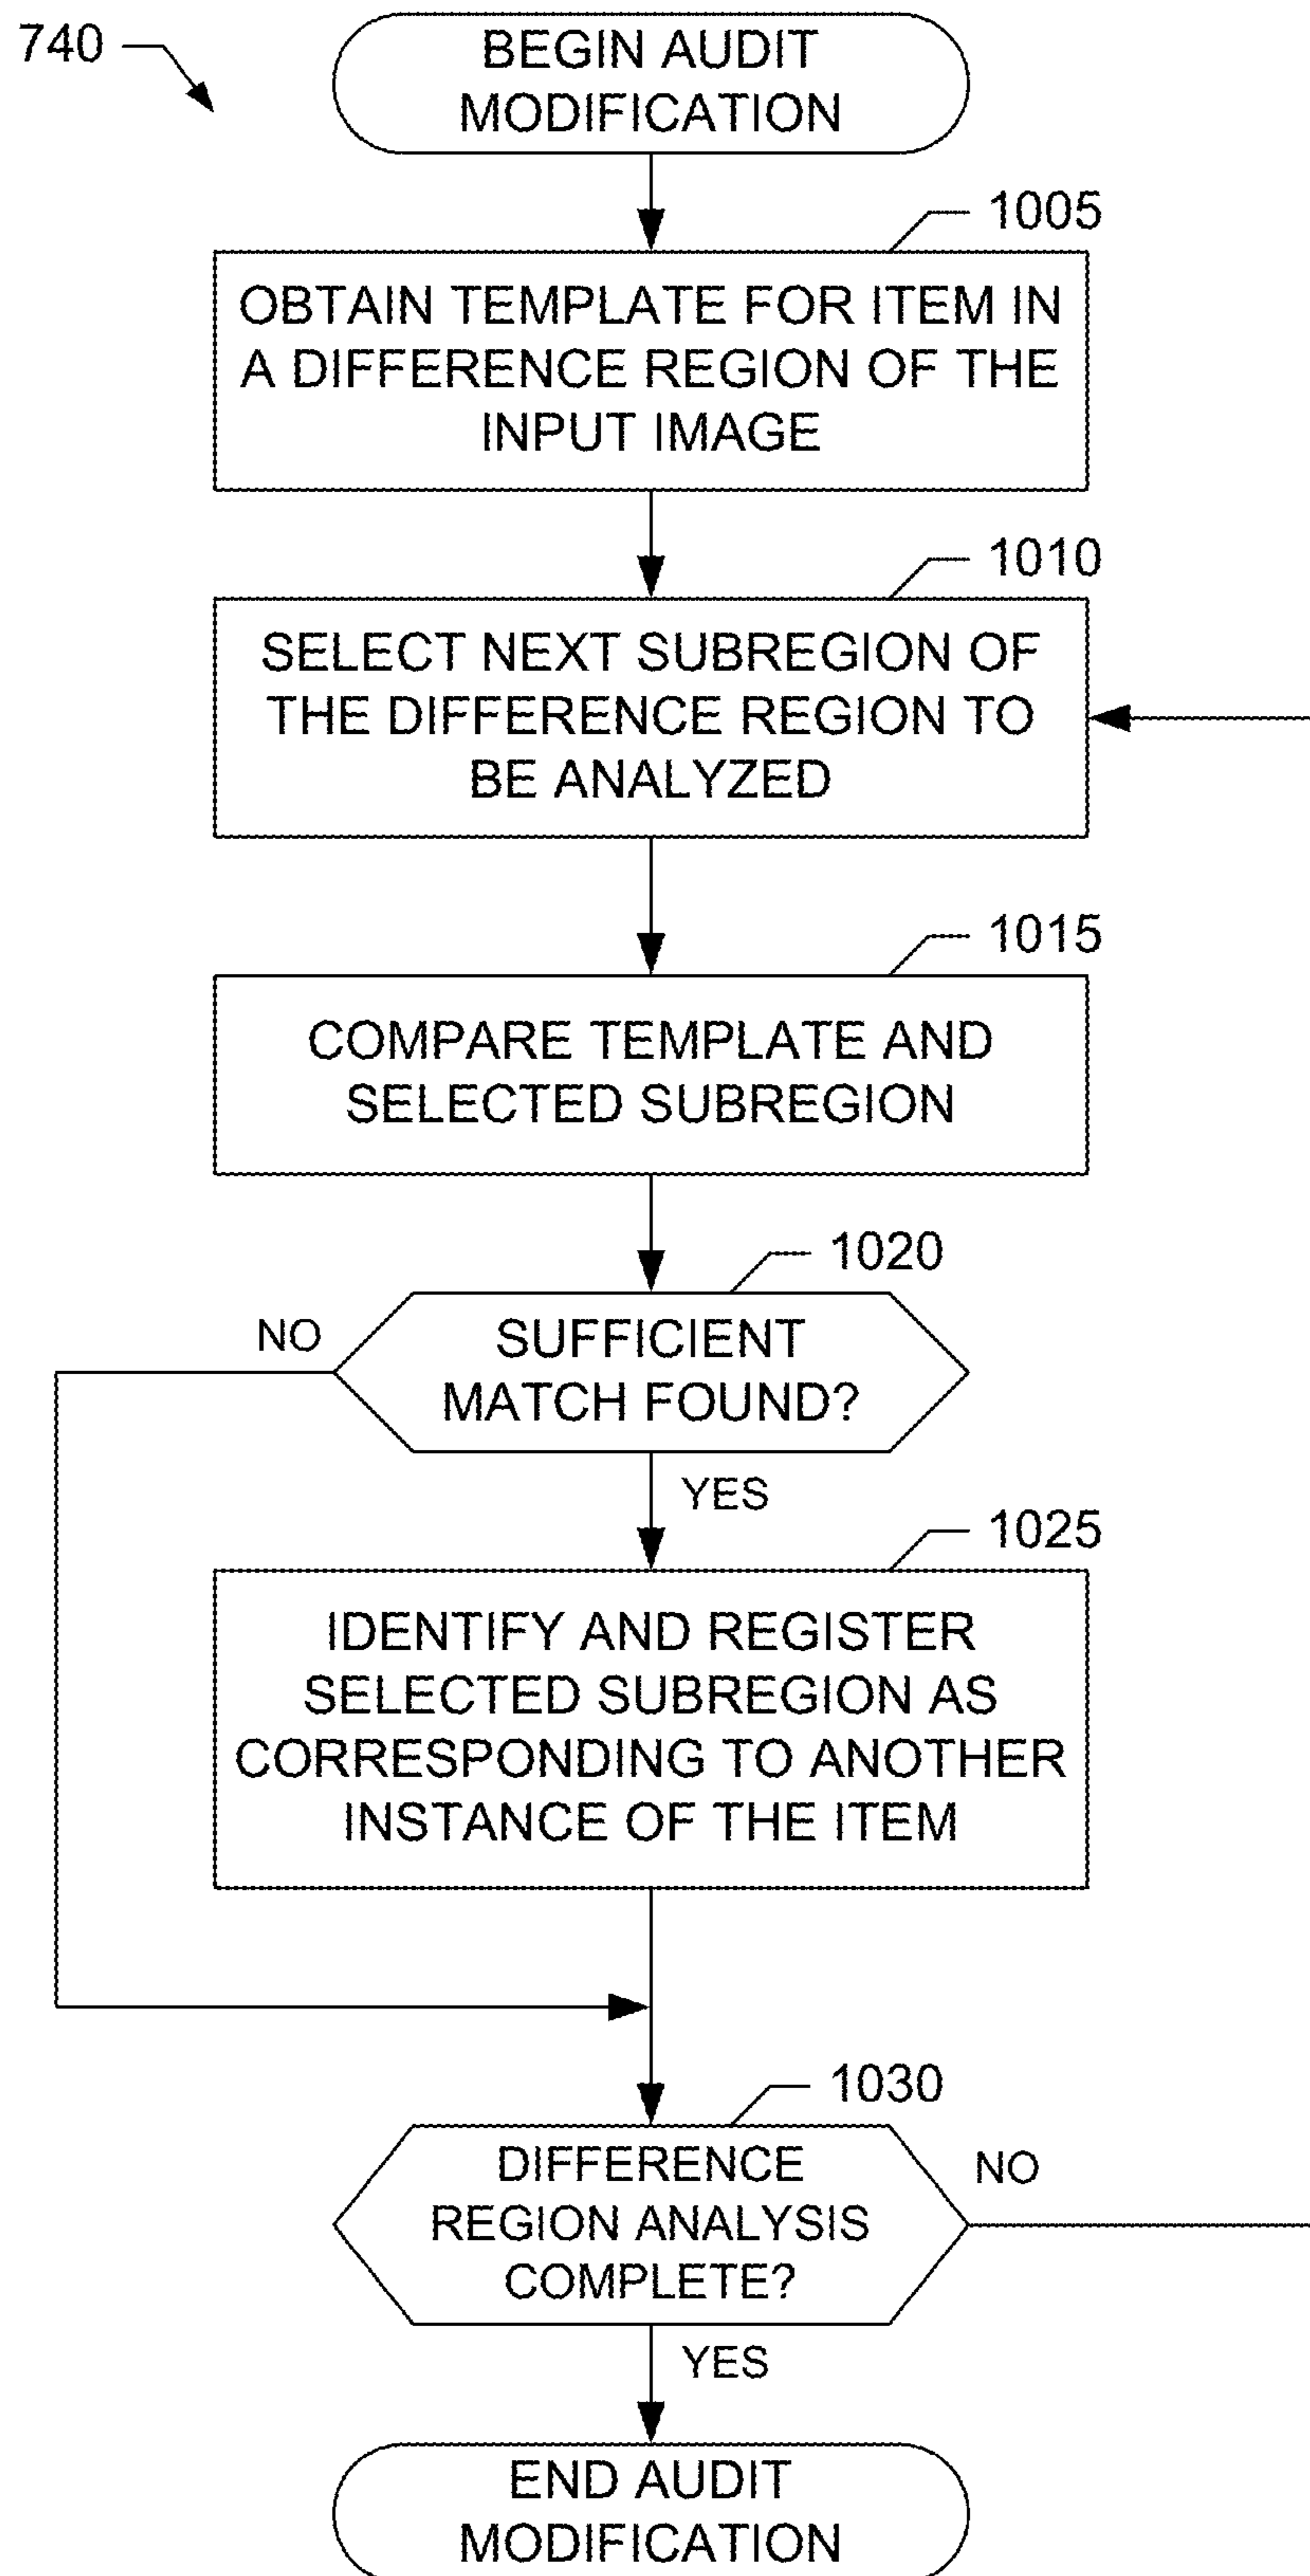 740
BEGIN AUDIT
MODIFICATION
1005
OBTAIN TEMPLATE FOR ITEM IN
A DIFFERENCE REGION OF THE
INPUT IMAGE
1010
SELECT NEXT SUBREGION OF
THE DIFFERENCE REGION TO
BE ANALYZED
1015
COMPARE TEMPLATE AND
SELECTED SUBREGION
1020
NO
SUFFICIENT
MATCH FOUND?
YES
1025
IDENTIFY AND REGISTER
SELECTED SUBREGION AS
CORRESPONDING TO ANOTHER
INSTANCE OF THE ITEM
1030
DIFFERENCE
REGION ANALYSIS
COMPLETE?
NO
YES
END AUDIT
MODIFICATION